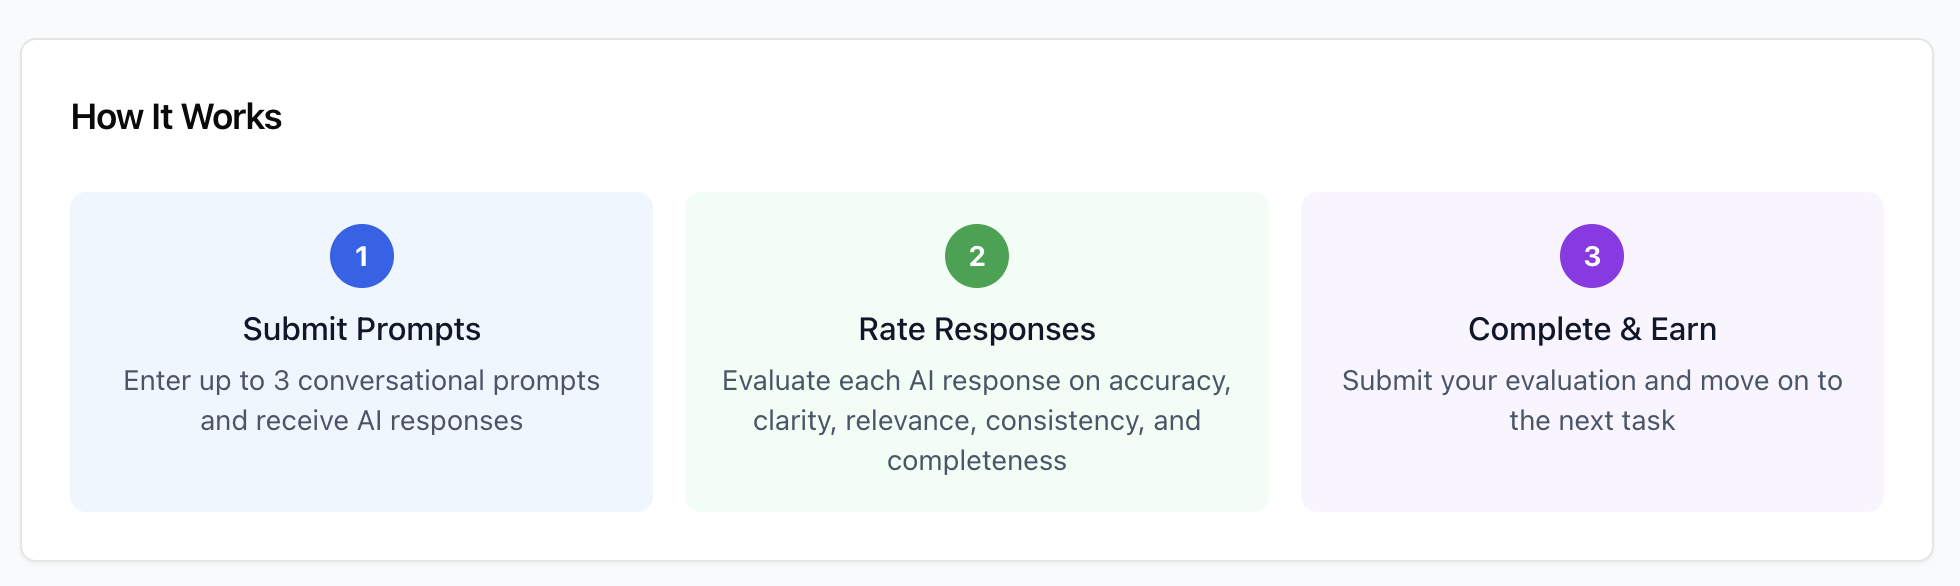 How It Works
1
Submit Prompts
Enter up to 3 conversational prompts
and receive AI responses
2
Rate Responses
Evaluate each AI response on accuracy,
clarity, relevance, consistency, and
completeness
3
Complete & Earn
Submit your evaluation and move on to
the next task